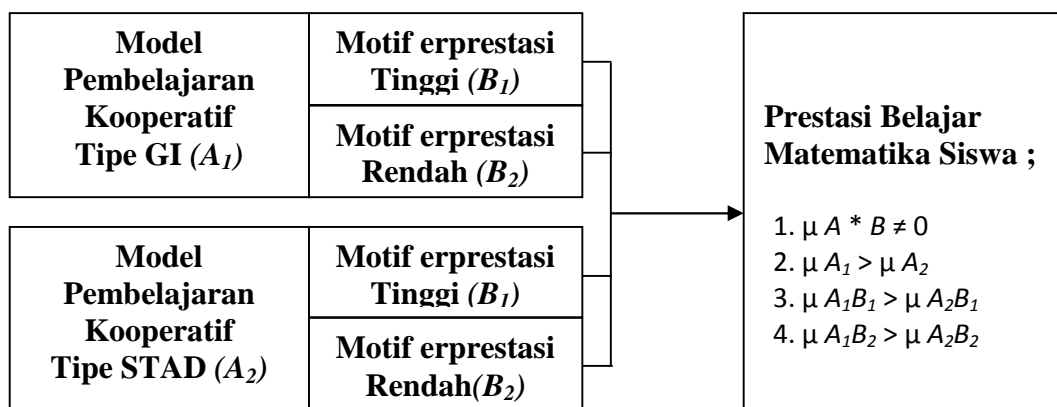 Model
Pembelajaran
Kooperatif
Tipe GI (A₁)
Motif erprestasi
Tinggi (B₁)
Motif erprestasi
Rendah (B₂)
Model
Pembelajaran
Kooperatif
Tipe STAD (A₂)
Motif erprestasi
Tinggi (B₁)
Motif erprestasi
Rendah(B₂)
Prestasi Belajar
Matematika Siswa ;
1. µ A * B ≠ 0
2. µ A₁ > µ A₂
3. µ A₁B₁ > µ A₂B₁
4. µ A₁B₂ > µ A₂B₂